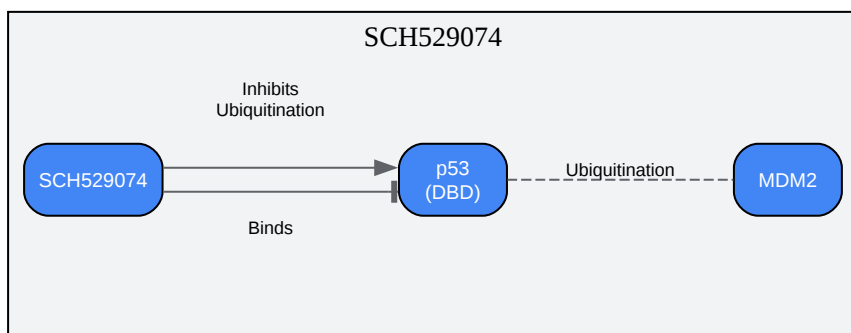 SCH529074
Inhibits
Ubiquitination
SCH529074
p53
(DBD)
Ubiquitination
MDM2
Binds